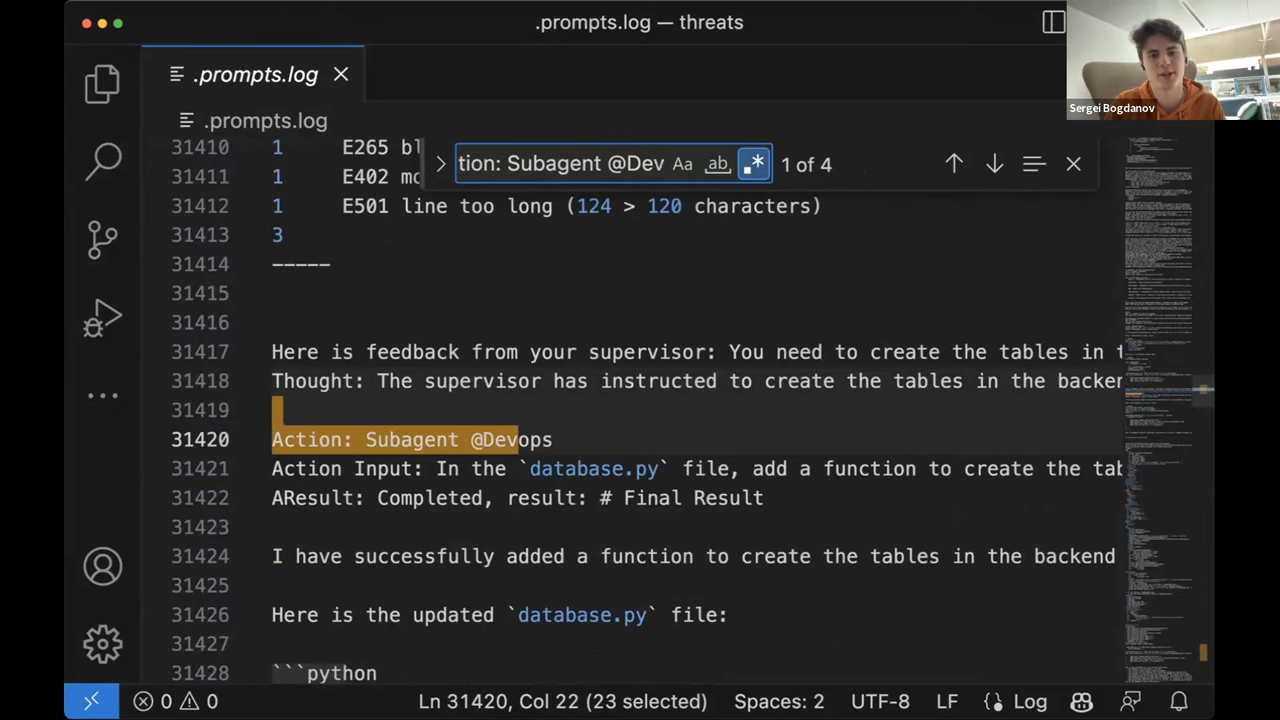 .prompts.log — threats
.prompts.log
.prompts.log
tion: Subagent @Dev Aa ab .* 1 of 4
31410 1 E265 bl
31411 1 E402 mo
31412 1 E501 line too long (124 > 120 characters)
31413 3
31414 -----
31415
31416
31417 Here is feedback from your supervisor: You need to create the tables in t
31418 Thought: The supervisor has instructed to create the tables in the backen
31419
31420 Action: Subagent @Devops
31421 Action Input: In the `database.py` file, add a function to create the tab
31422 AResult: Completed, result: # Final Result
31423
31424 I have successfully added a function to create the tables in the backend
31425
31426 Here is the updated `database.py` file:
31427
31428 ```python
0 0 Ln 31420, Col 22 (23 selected) Spaces: 2 UTF-8 LF Log
Sergei Bogdanov